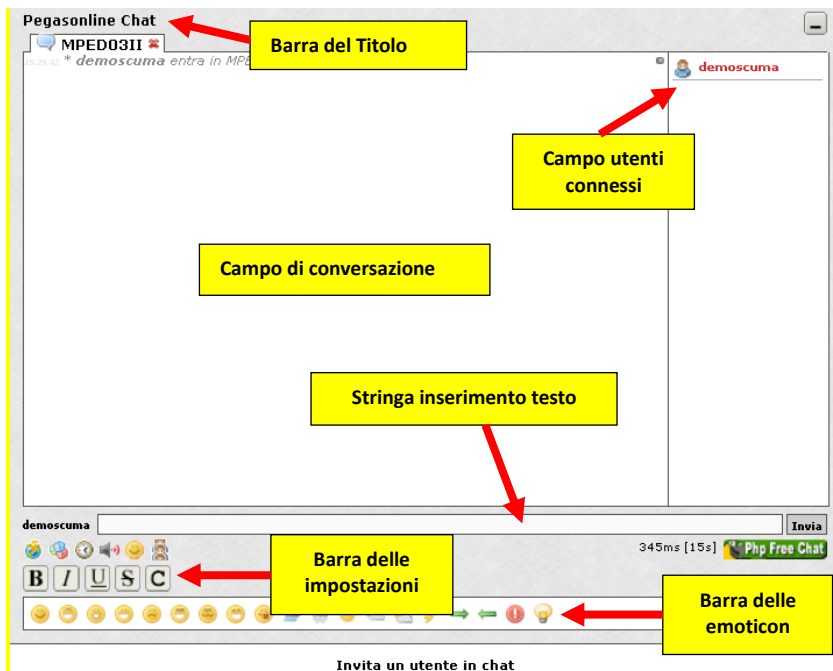 Pegasonline Chat
Barra del Titolo
MPED03II
* demoscuma entra in MPE
demoscuma
Campo utenti
connessi
Campo di conversazione
Stringa inserimento testo
demoscuma
Invia
345ms [15s] Php Free Chat
B I U S C
Barra delle
impostazioni
Barra delle
emoticon
Invita un utente in chat